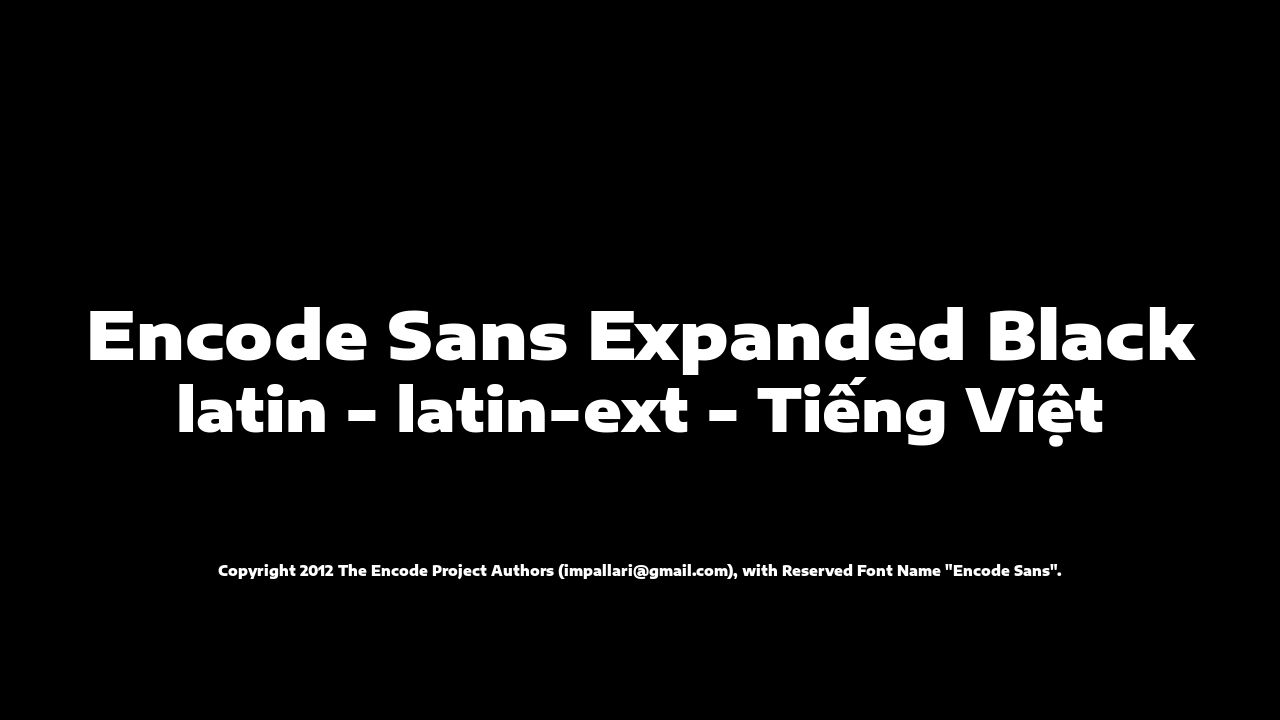 Encode Sans Expanded Black
latin - latin-ext - Tiếng Việt
Copyright 2012 The Encode Project Authors (impallari@gmail.com), with Reserved Font Name "Encode Sans".